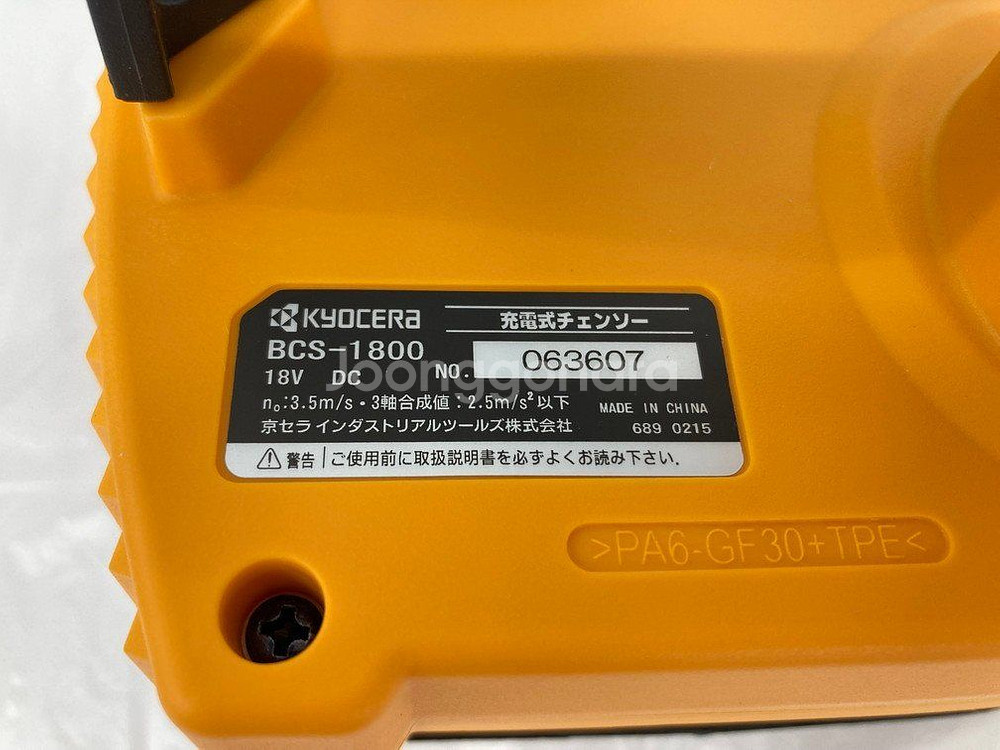 KYOCERA
充電式チェンソー
BCS-1800
NO. 063607
18V DC
n₀:3.5m/s・3軸合成値:2.5m/s²以下
MADE IN CHINA
京セラ インダストリアルツールズ株式会社
689 0215
警告 ご使用前に取扱説明書を必ずよくお読み下さい.
>PA6-GF30+TPE<
Joonggonara